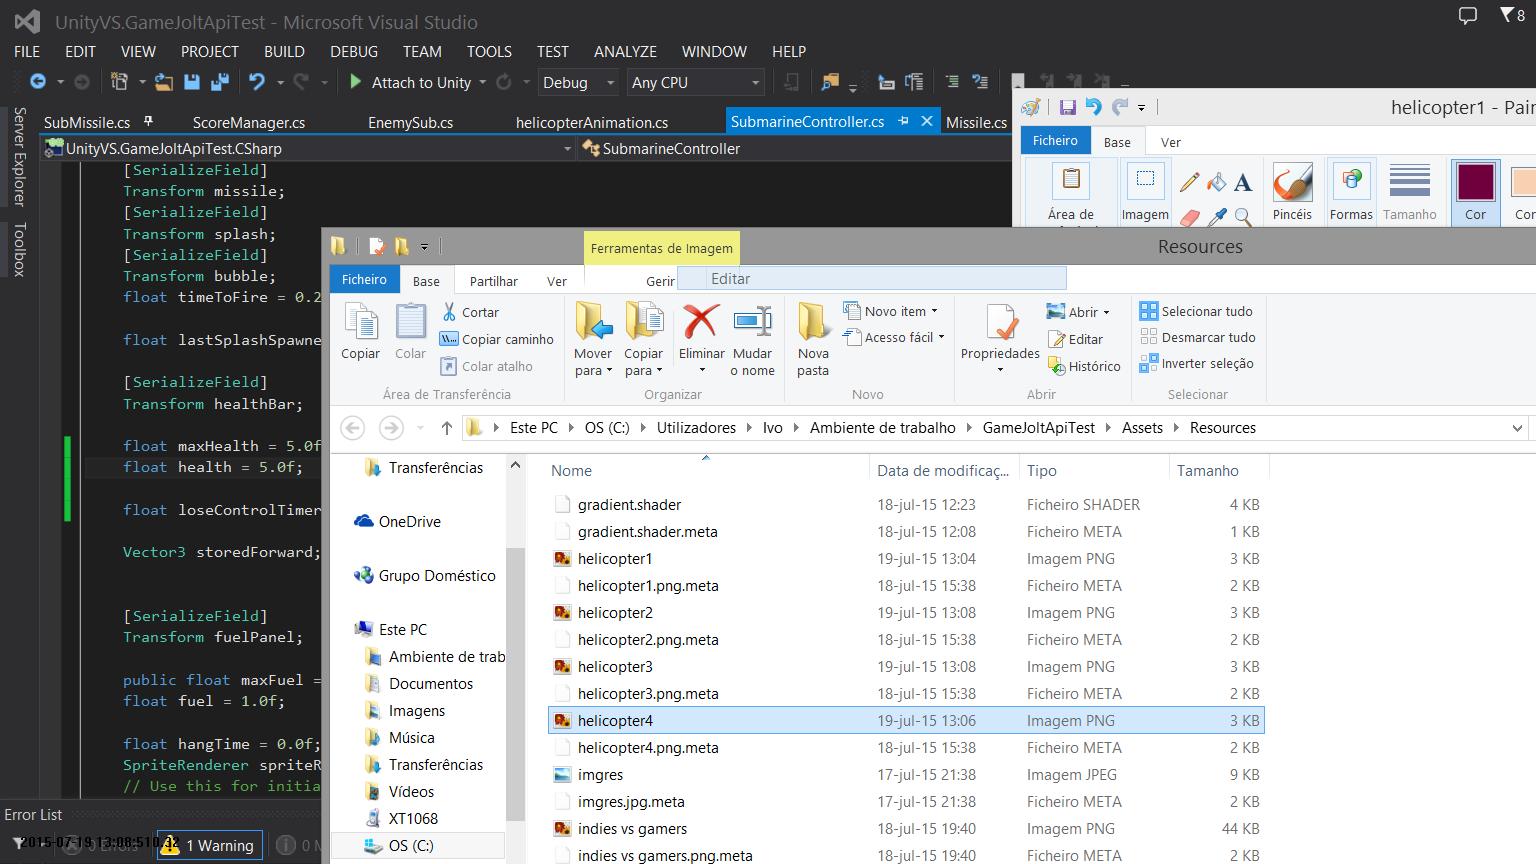 UnityVS.GameJoltApiTest - Microsoft Visual Studio
8
FILE EDIT VIEW PROJECT BUILD DEBUG TEAM TOOLS TEST ANALYZE WINDOW HELP
Attach to Unity Debug Any CPU
Server Explorer
Toolbox
SubMissile.cs ScoreManager.cs EnemySub.cs helicopterAnimation.cs SubmarineController.cs Missile.cs
UnityVS.GameJoltApiTest.CSharp SubmarineController
[SerializeField]
Transform missile;
[SerializeField]
Transform splash;
[SerializeField]
Transform bubble;
float timeToFire = 0.2
float lastSplashSpawne
[SerializeField]
Transform healthBar;
float maxHealth = 5.0f
float health = 5.0f;
float loseControlTimer
Vector3 storedForward;
[SerializeField]
Transform fuelPanel;
public float maxFuel =
float fuel = 1.0f;
float hangTime = 0.0f;
SpriteRenderer spriteR
// Use this for initia
Error List
1 Warning
helicopter1 - Pain
Ficheiro Base Ver
Área de Imagem Pincéis Formas Tamanho Cor Cor
Ferramentas de Imagem Resources
Ficheiro Base Partilhar Ver Gerir Editar
Copiar Colar Cortar
Copiar caminho
Colar atalho
Área de Transferência
Mover para Copiar para Eliminar Mudar o nome
Organizar
Nova pasta Novo item
Acesso fácil
Novo
Propriedades Abrir
Editar
Histórico
Abrir
Selecionar tudo
Desmarcar tudo
Inverter seleção
Selecionar
Este PC OS (C:) Utilizadores Ivo Ambiente de trabalho GameJoltApiTest Assets Resources
Transferências
OneDrive
Grupo Doméstico
Este PC
Ambiente de trab
Documentos
Imagens
Música
Transferências
Vídeos
XT1068
OS (C:)
Nome Data de modificaç... Tipo Tamanho
gradient.shader 18-jul-15 12:23 Ficheiro SHADER 4 KB
gradient.shader.meta 18-jul-15 12:08 Ficheiro META 1 KB
helicopter1 19-jul-15 13:04 Imagem PNG 3 KB
helicopter1.png.meta 18-jul-15 15:38 Ficheiro META 2 KB
helicopter2 19-jul-15 13:08 Imagem PNG 3 KB
helicopter2.png.meta 18-jul-15 15:38 Ficheiro META 2 KB
helicopter3 19-jul-15 13:08 Imagem PNG 3 KB
helicopter3.png.meta 18-jul-15 15:38 Ficheiro META 2 KB
helicopter4 19-jul-15 13:06 Imagem PNG 3 KB
helicopter4.png.meta 18-jul-15 15:38 Ficheiro META 2 KB
imgres 17-jul-15 21:38 Imagem JPEG 9 KB
imgres.jpg.meta 17-jul-15 21:38 Ficheiro META 2 KB
indies vs gamers 18-jul-15 19:40 Imagem PNG 44 KB
indies vs gamers.png.meta 18-jul-15 19:40 Ficheiro META 2 KB